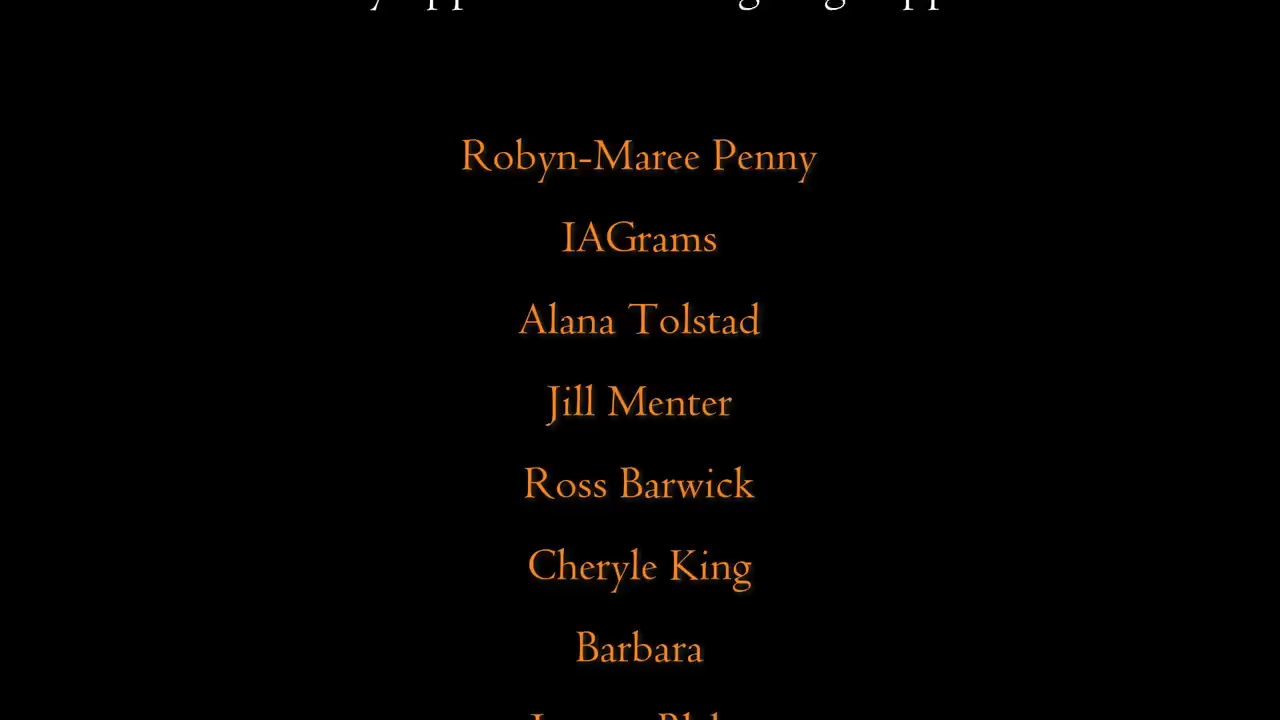 Robyn-Maree Penny
IAGrams
Alana Tolstad
Jill Menter
Ross Barwick
Cheryle King
Barbara